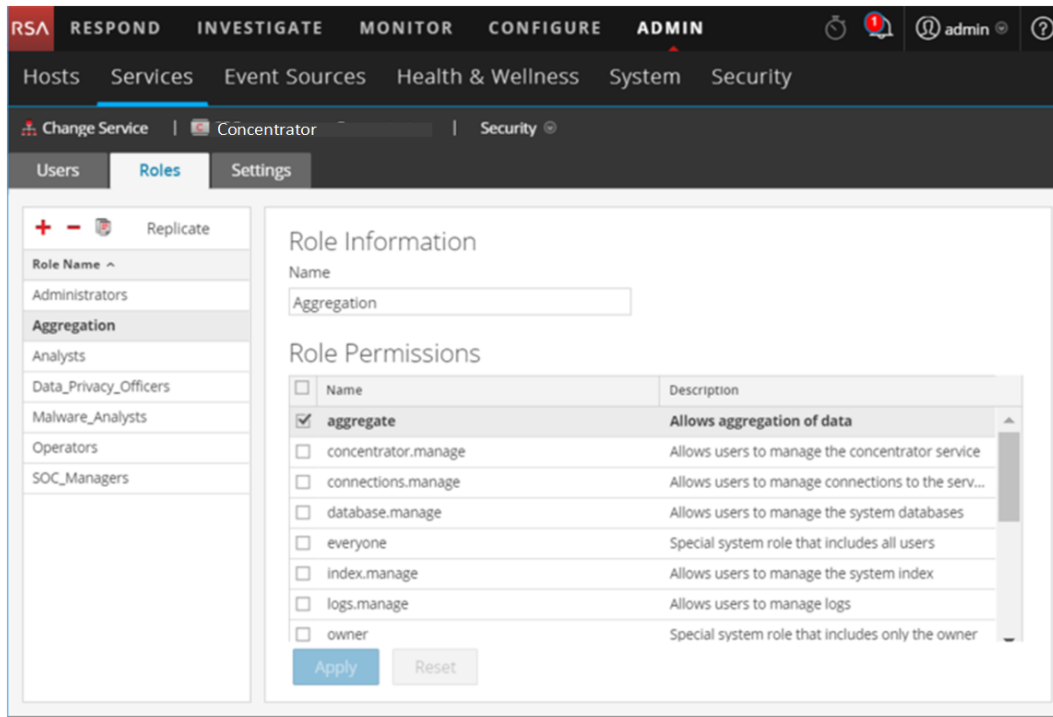 RSA RESPOND INVESTIGATE MONITOR CONFIGURE ADMIN 1 admin ?
Hosts Services Event Sources Health & Wellness System Security
Change Service | C Concentrator | Security
Users Roles Settings
Replicate
Role Name
Administrators
Aggregation
Analysts
Data_Privacy_Officers
Malware_Analysts
Operators
SOC_Managers
Role Information
Name
Aggregation
Role Permissions
Name Description
aggregate Allows aggregation of data
concentrator.manage Allows users to manage the concentrator service
connections.manage Allows users to manage connections to the serv...
database.manage Allows users to manage the system databases
everyone Special system role that includes all users
index.manage Allows users to manage the system index
logs.manage Allows users to manage logs
owner Special system role that includes only the owner
Apply Reset